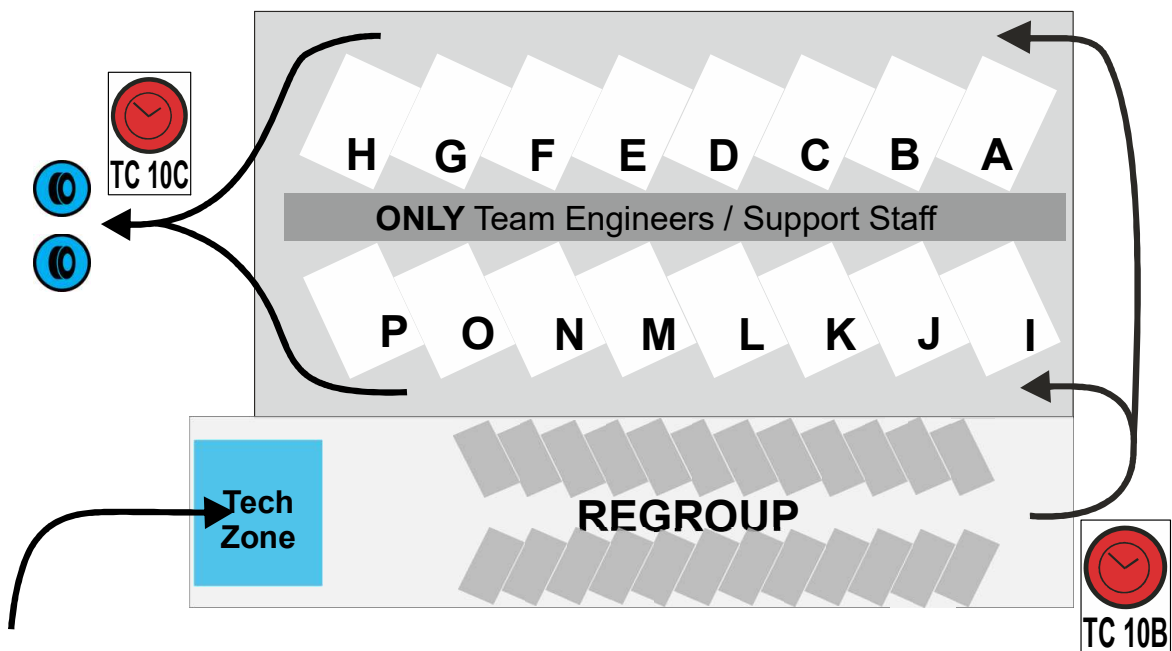 H G F E D C B A
TC 10C
ONLY Team Engineers / Support Staff
P O N M L K J I
Tech
Zone
REGROUP
TC 10B